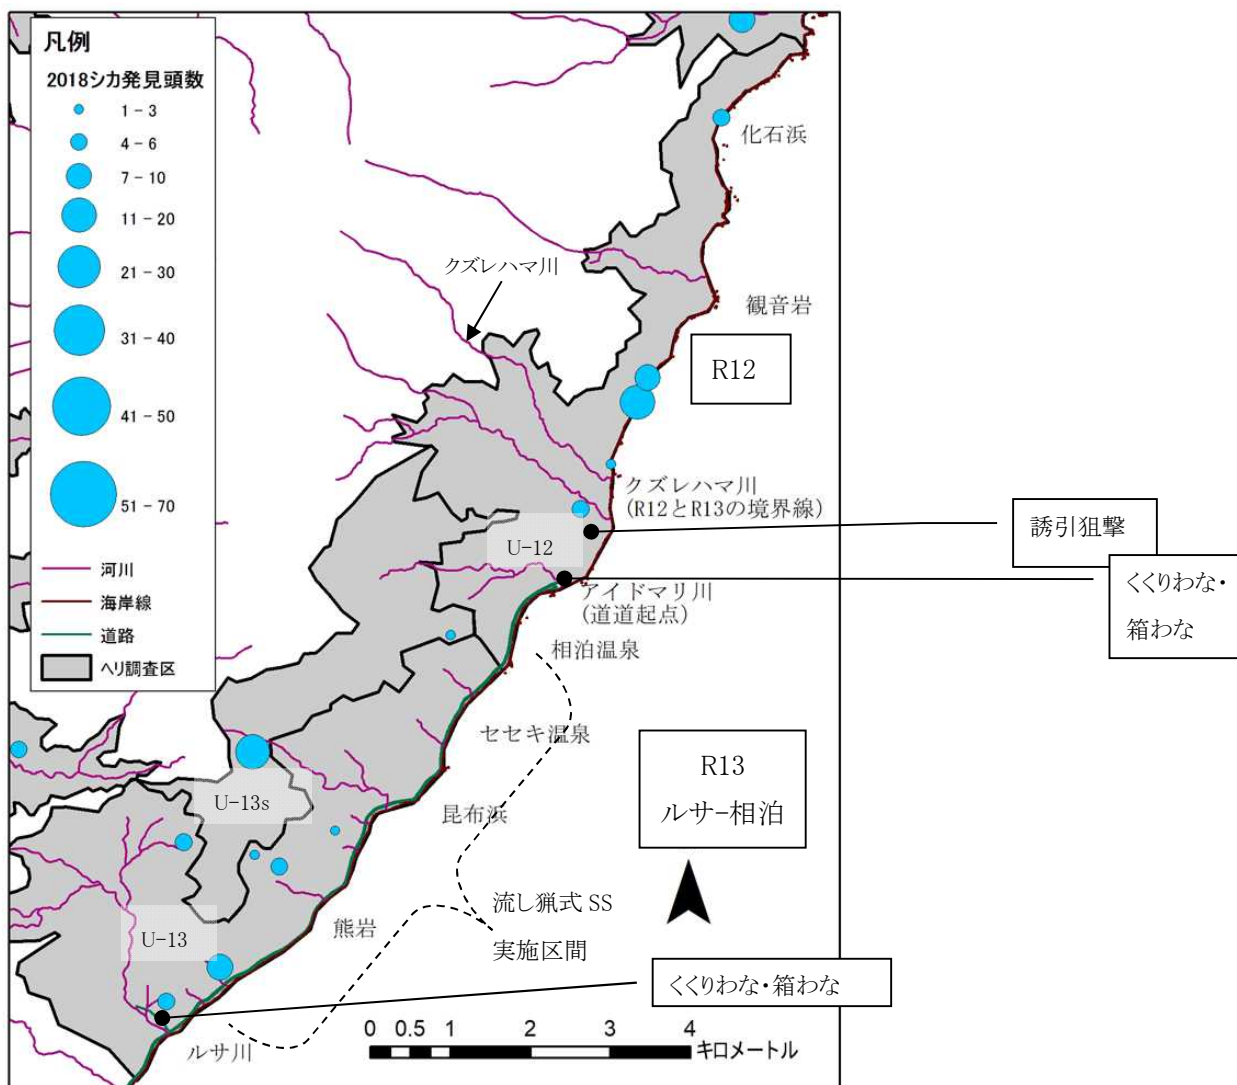 凡例
2018シカ発見頭数
1 - 3
4 - 6
7 - 10
11 - 20
21 - 30
31 - 40
41 - 50
51 - 70
河川
海岸線
道路
ヘリ調査区
化石浜
クズレハマ川
観音岩
R12
クズレハマ川
(R12とR13の境界線)
誘引狙撃
U-12
くくりわな・
箱わな
アイドマリ川
(道道起点)
相泊温泉
セセキ温泉
R13
ルサ-相泊
U-13s
昆布浜
流し猟式 SS
実施区間
熊岩
U-13
くくりわな・箱わな
ルサ川
0 0.5 1 2 3 4
キロメートル